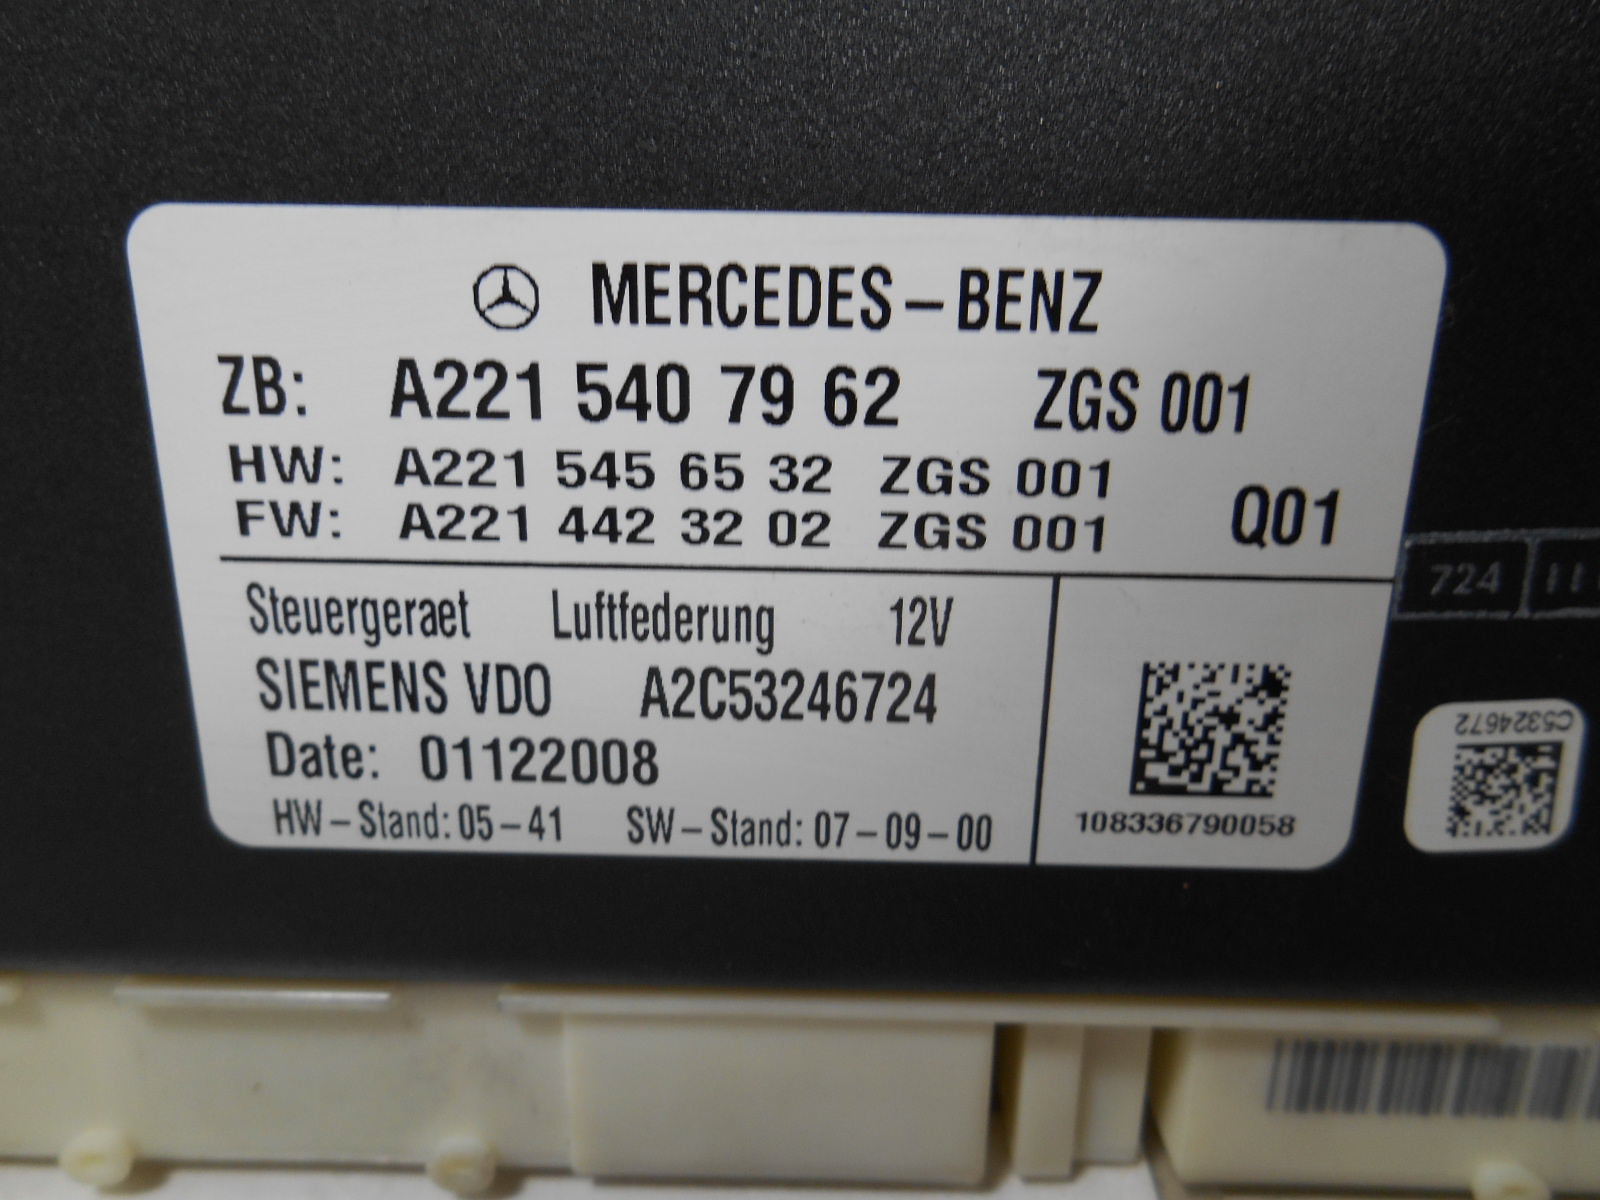 MERCEDES-BENZ
ZB: A221 540 79 62 ZGS 001
HW: A221 545 65 32 ZGS 001
FW: A221 442 32 02 ZGS 001 Q01
Steuergeraet Luftfederung 12V
SIEMENS VDO A2C53246724
Date: 01122008
HW-Stand: 05-41 SW-Stand: 07-09-00
108336790058
724
C5324672